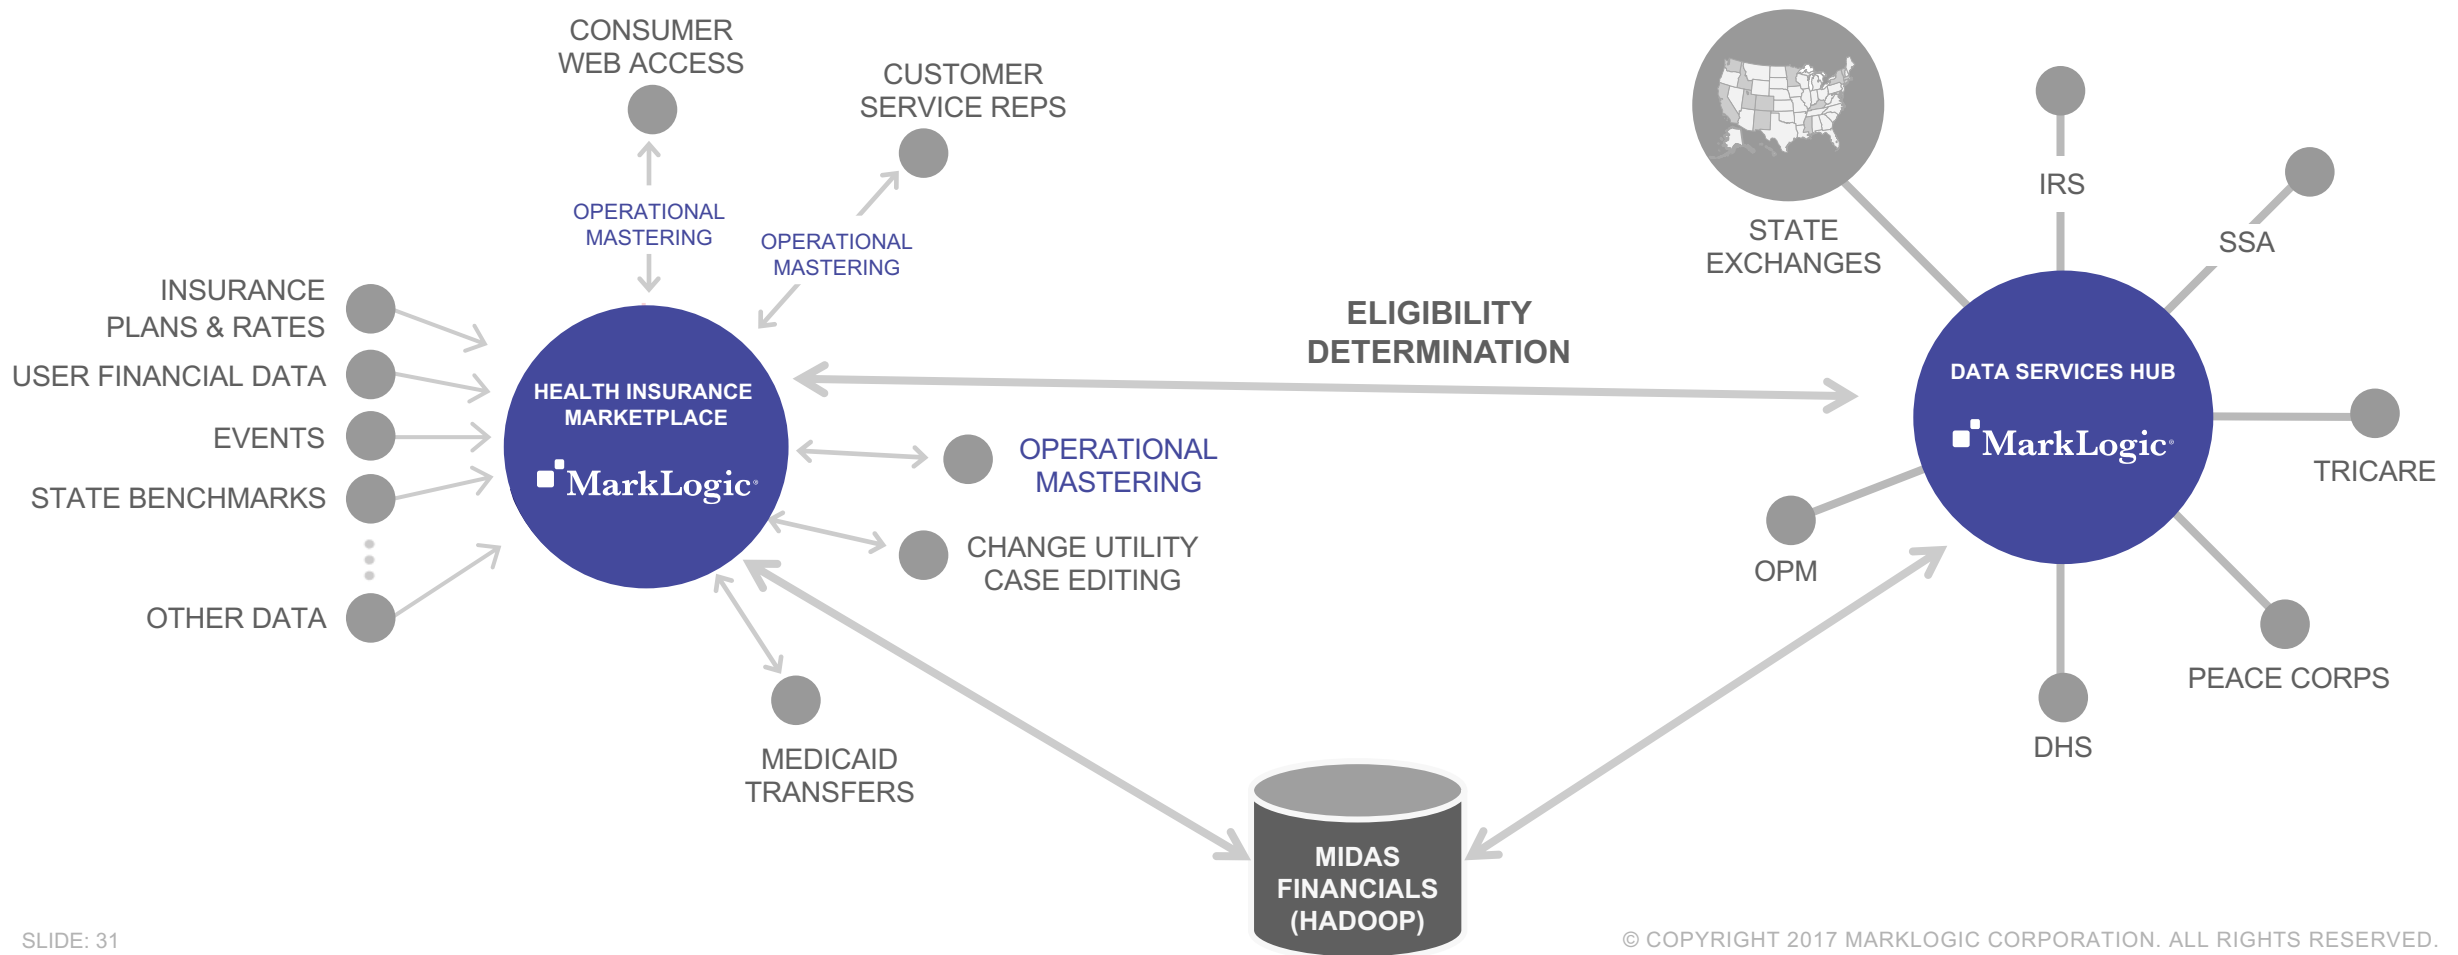 CONSUMER
WEB ACCESS
CUSTOMER
SERVICE REPS
OPERATIONAL
MASTERING
OPERATIONAL
MASTERING
INSURANCE
PLANS & RATES
USER FINANCIAL DATA
EVENTS
STATE BENCHMARKS
OTHER DATA
HEALTH INSURANCE
MARKETPLACE
MarkLogic®
OPERATIONAL
MASTERING
CHANGE UTILITY
CASE EDITING
MEDICAID
TRANSFERS
ELIGIBILITY
DETERMINATION
STATE
EXCHANGES
IRS
SSA
DATA SERVICES HUB
MarkLogic®
TRICARE
OPM
PEACE CORPS
DHS
MIDAS
FINANCIALS
(HADOOP)
SLIDE: 31
© COPYRIGHT 2017 MARKLOGIC CORPORATION. ALL RIGHTS RESERVED.